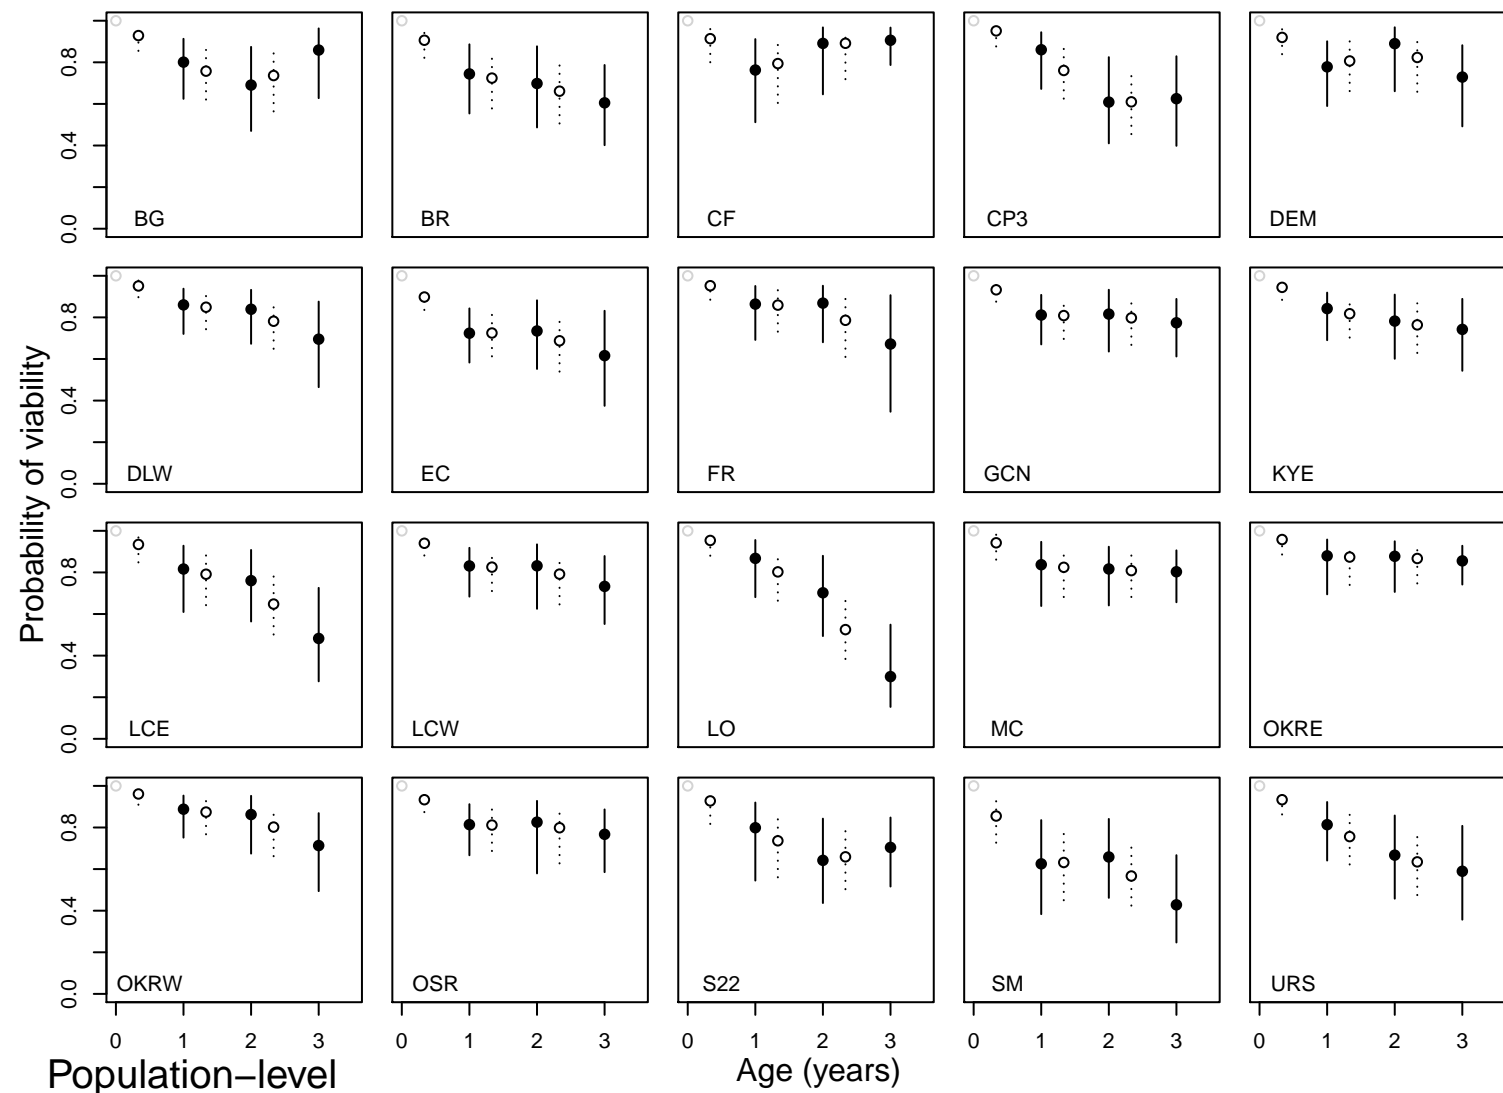 0.0 0.4 0.8
BG
BR
CF
CP3
DEM
0.0 0.4 0.8
DLW
EC
FR
GCN
KYE
Probability of viability
0.0 0.4 0.8
LCE
LCW
LO
MC
OKRE
0.0 0.4 0.8
OKRW
OSR
S22
SM
URS
0 1 2 3
0 1 2 3
0 1 2 3
0 1 2 3
0 1 2 3
Age (years)
Population−level